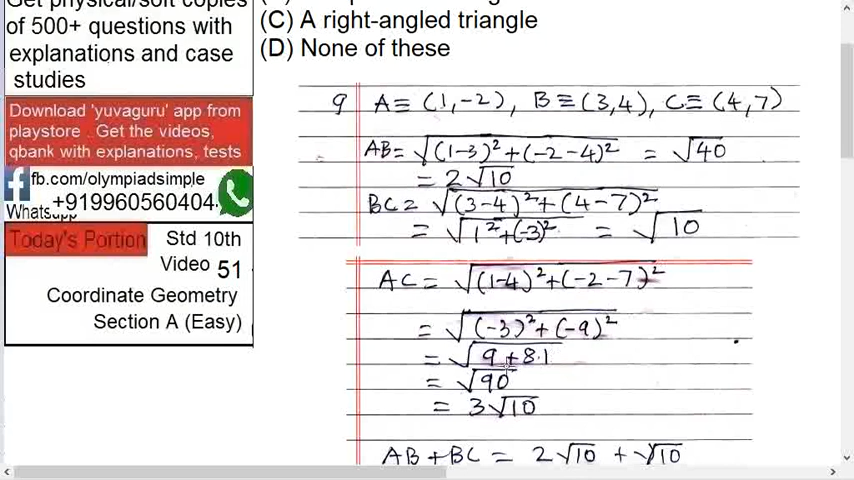 Get physical/soft copies
of 500+ questions with
explanations and case
studies
Download 'yuvaguru' app from
playstore . Get the videos,
qbank with explanations, tests
fb.com/olympiadsimple
Whatsapp +919960560404
Today's Portion Std 10th
Video 51
Coordinate Geometry
Section A (Easy)
(C) A right-angled triangle
(D) None of these
9 A≡ (1,-2), B≡(3,4), C≡ (4,7)
AB= √(1-3)²+(-2-4)² = √40
= 2√10
BC= √(3-4)²+(4-7)²
= √1²+(-3)² = √10
AC = √(1-4)²+(-2-7)²
= √(-3)²+(-9)²
= √9+81
= √90
= 3√10
AB+BC = 2√10 + √10